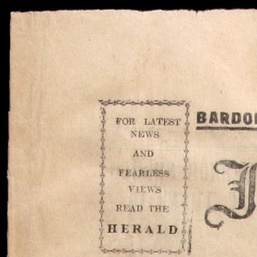 FOR LATEST
NEWS
AND
FEARLESS
VIEWS
READ THE
HERALD